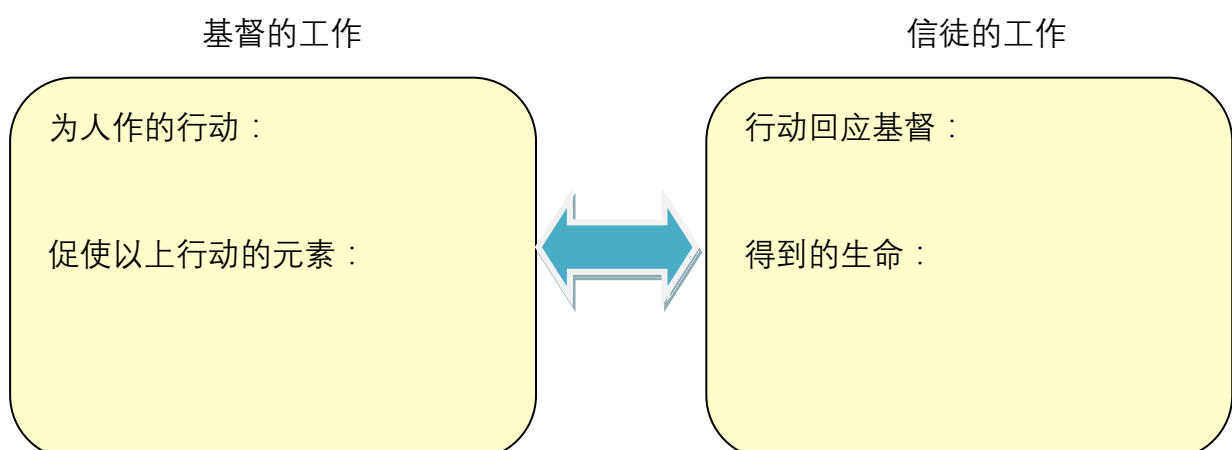 基督的工作
信徒的工作
为人作的行动：
促使以上行动的元素：
行动回应基督：
得到的生命：